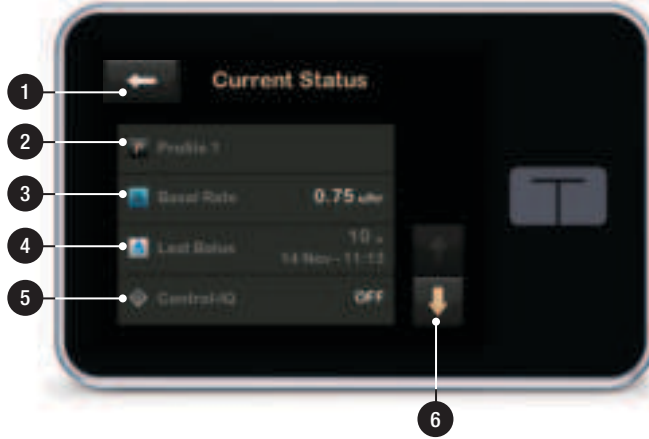 Current Status
1
2
Profile 1
3
Basal Rate 0.75 u/hr
4
Last Bolus 10 u
14 Nov - 11:12
5
Control-IQ OFF
6